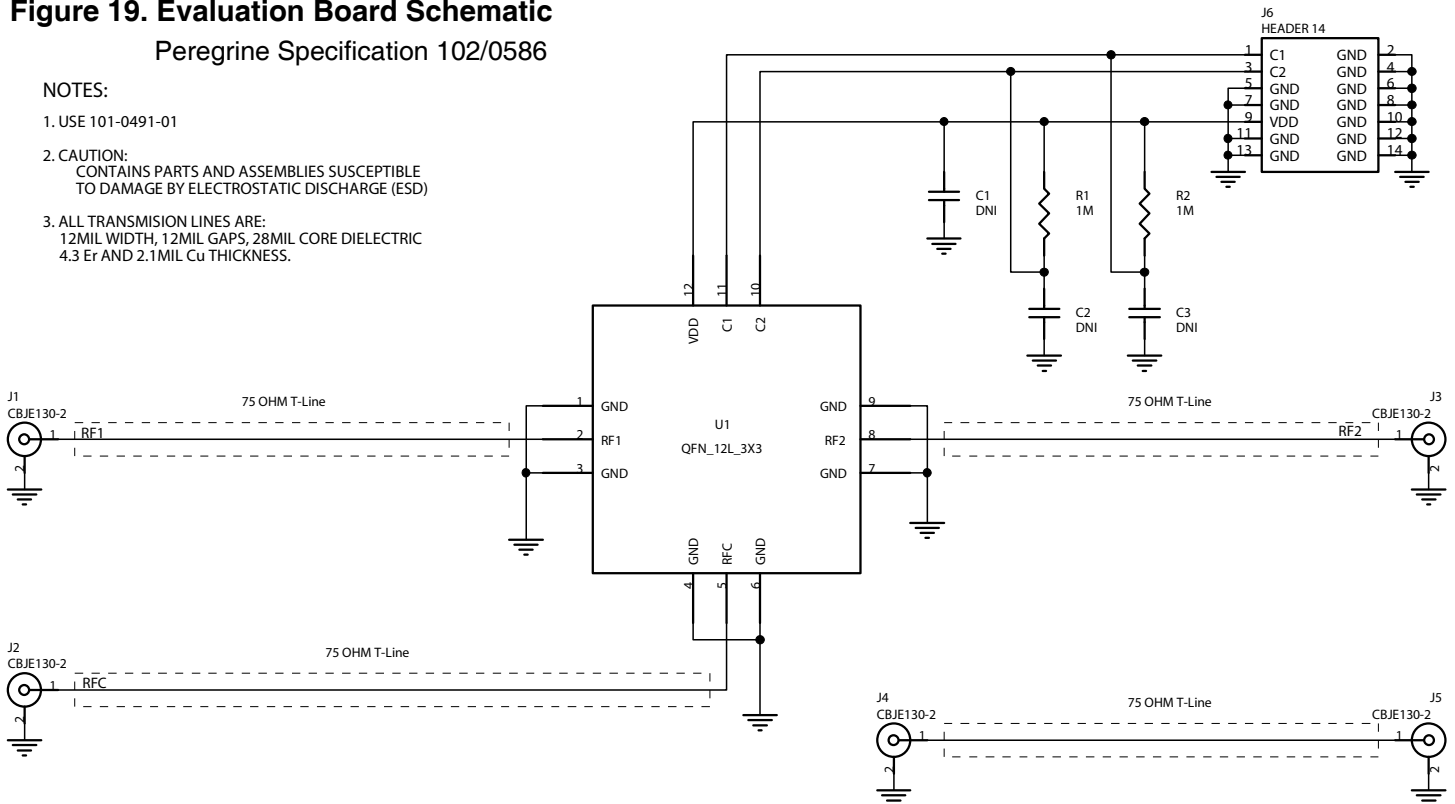 Figure 19. Evaluation Board Schematic
Peregrine Specification 102/0586
NOTES:
1. USE 101-0491-01
2. CAUTION:
CONTAINS PARTS AND ASSEMBLIES SUSCEPTIBLE
TO DAMAGE BY ELECTROSTATIC DISCHARGE (ESD)
3. ALL TRANSMISION LINES ARE:
12MIL WIDTH, 12MIL GAPS, 28MIL CORE DIELECTRIC
4.3 Er AND 2.1MIL Cu THICKNESS.
J6
HEADER 14
1 C1 GND 2
3 C2 GND 4
5 GND GND 6
7 GND GND 8
9 VDD GND 10
11 GND GND 12
13 GND GND 14
C1
DNI
R1
1M
R2
1M
C2
DNI
C3
DNI
12 11 10
VDD C1 C2
J1
CBJE130-2
1
2
75 OHM T-Line
RF1
1 GND
2 RF1
3 GND
U1
QFN_12L_3X3
GND 9
RF2 8
GND 7
75 OHM T-Line
RF2
J3
CBJE130-2
1
2
GND RFC GND
4 5 6
J2
CBJE130-2
1
2
75 OHM T-Line
RFC
J4
CBJE130-2
1
2
75 OHM T-Line
J5
CBJE130-2
1
2